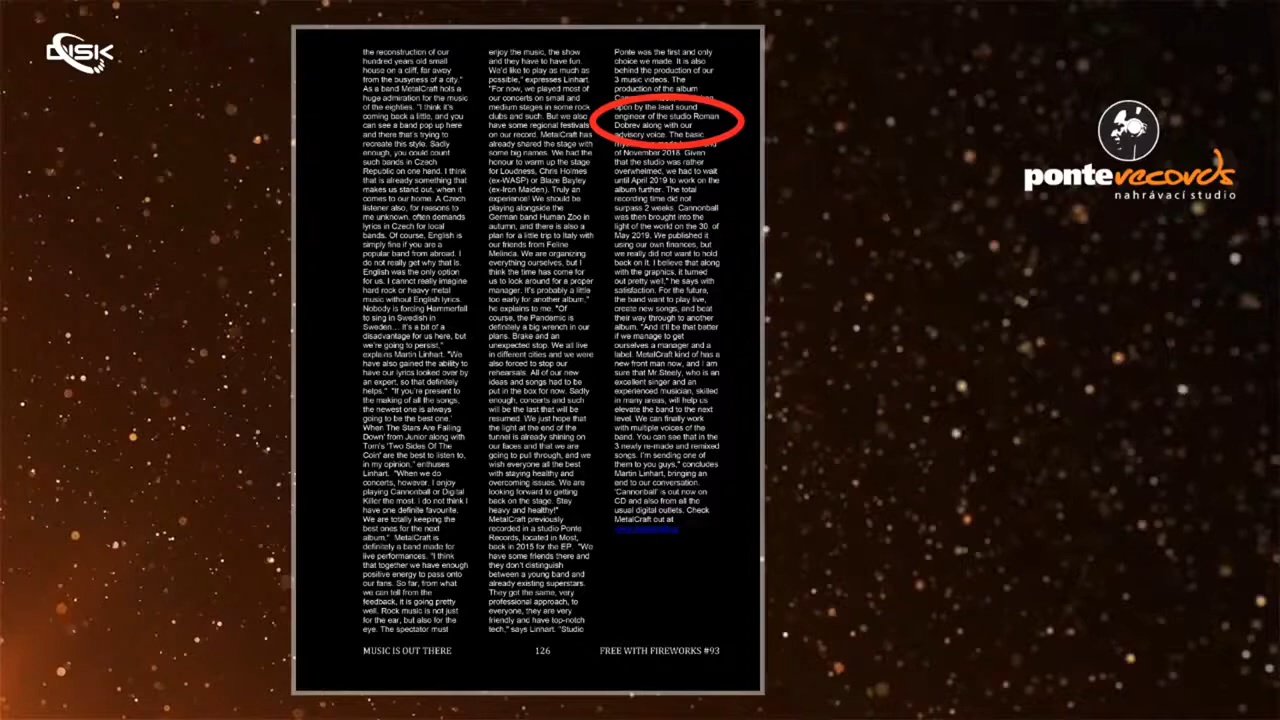 DISK
the reconstruction of our
hundred years old small
house on a cliff, far away
from the busyness of a city."
As a band MetalCraft hols a
huge admiration for the music
of the eighties. "I think it's
coming back a little, and you
can see a band pop up here
and there that's trying to
recreate this style. Sadly
enough, you could count
such bands in Czech
Republic on one hand. I think
that is already something that
makes us stand out, when it
comes to our home. A Czech
listener also, for reasons to
me unknown, often demands
lyrics in Czech for local
bands. Of course, English is
simply fine if you are a
popular band from abroad. I
do not really get why that is.
English was the only option
for us. I cannot really imagine
hard rock or heavy metal
music without English lyrics.
Nobody is forcing Hammerfall
to sing in Swedish in
Sweden... It's a bit of a
disadvantage for us here, but
we're going to persist,"
explains Martin Linhart. "We
have also gained the ability to
have our lyrics looked over by
an expert, so that definitely
helps." "If you're present to
the making of all the songs,
the newest one is always
going to be the best one.'
When The Stars Are Falling
Down' from Junior along with
Tom's 'Two Sides Of The
Coin' are the best to listen to,
in my opinion," enthuses
Linhart. "When we do
concerts, however, I enjoy
playing Cannonball or Digital
Killer the most. I do not think I
have one definite favourite.
We are totally keeping the
best ones for the next
album." MetalCraft is
definitely a band made for
live performances. "I think
that together we have enough
positive energy to pass onto
our fans. So far, from what
we can tell from the
feedback, it is going pretty
well. Rock music is not just
for the ear, but also for the
eye. The spectator must
enjoy the music, the show
and they have to have fun.
We'd like to play as much as
possible," expresses Linhart.
"For now, we played most of
our concerts on small and
medium stages in some rock
clubs and such. But we also
have some regional festivals
on our record. MetalCraft has
already shared the stage with
some big names. We had the
honour to warm up the stage
for Loudness, Chris Holmes
(ex-WASP) or Blaze Bayley
(ex-Iron Maiden). Truly an
experience! We should be
playing alongside the
German band Human Zoo in
autumn, and there is also a
plan for a little trip to Italy with
our friends from Feline
Melinda. We are organizing
everything ourselves, but I
think the time has come for
us to look around for a proper
manager. It's probably a little
too early for another album,"
he explains to me. "Of
course, the Pandemic is
definitely a big wrench in our
plans. Brake and an
unexpected stop. We all live
in different cities and we were
also forced to stop our
rehearsals. All of our new
ideas and songs had to be
put in the box for now. Sadly
enough, concerts and such
will be the last that will be
resumed. We just hope that
the light at the end of the
tunnel is already shining on
our faces and that we are
going to pull through, and we
wish everyone all the best
with staying healthy and
overcoming issues. We are
looking forward to getting
back on the stage. Stay
heavy and healthy!"
MetalCraft previously
recorded in a studio Ponte
Records, located in Most,
back in 2015 for the EP. "We
have some friends there and
they don't distinguish
between a young band and
already existing superstars.
They got the same, very
professional approach, to
everyone, they are very
friendly and have top-notch
tech," says Linhart. "Studio
Ponte was the first and only
choice we made. It is also
behind the production of our
3 music videos. The
production of the album
upon by the lead sound
engineer of the studio Roman
Dobrev along with our
advisory voice. The basic
of November 2018. Given
that the studio was rather
overwhelmed, we had to wait
until April 2019 to work on the
album further. The total
recording time did not
surpass 2 weeks. Cannonball
was then brought into the
light of the world on the 30. of
May 2019. We published it
using our own finances, but
we really did not want to hold
back on it. I believe that along
with the graphics, it turned
out pretty well," he says with
satisfaction. For the future,
the band want to play live,
create new songs, and beat
their way through to another
album. "And it'll be that better
if we manage to get
ourselves a manager and a
label. MetalCraft kind of has a
new front man now, and I am
sure that Mr.Steely, who is an
excellent singer and an
experienced musician, skilled
in many areas, will help us
elevate the band to the next
level. We can finally work
with multiple voices of the
band. You can see that in the
3 newly re-made and remixed
songs. I'm sending one of
them to you guys," concludes
Martin Linhart, bringing an
end to our conversation.
'Cannonball' is out now on
CD and also from all the
usual digital outlets. Check
MetalCraft out at
MUSIC IS OUT THERE
126
FREE WITH FIREWORKS #93
ponterecords
nahrávací studio